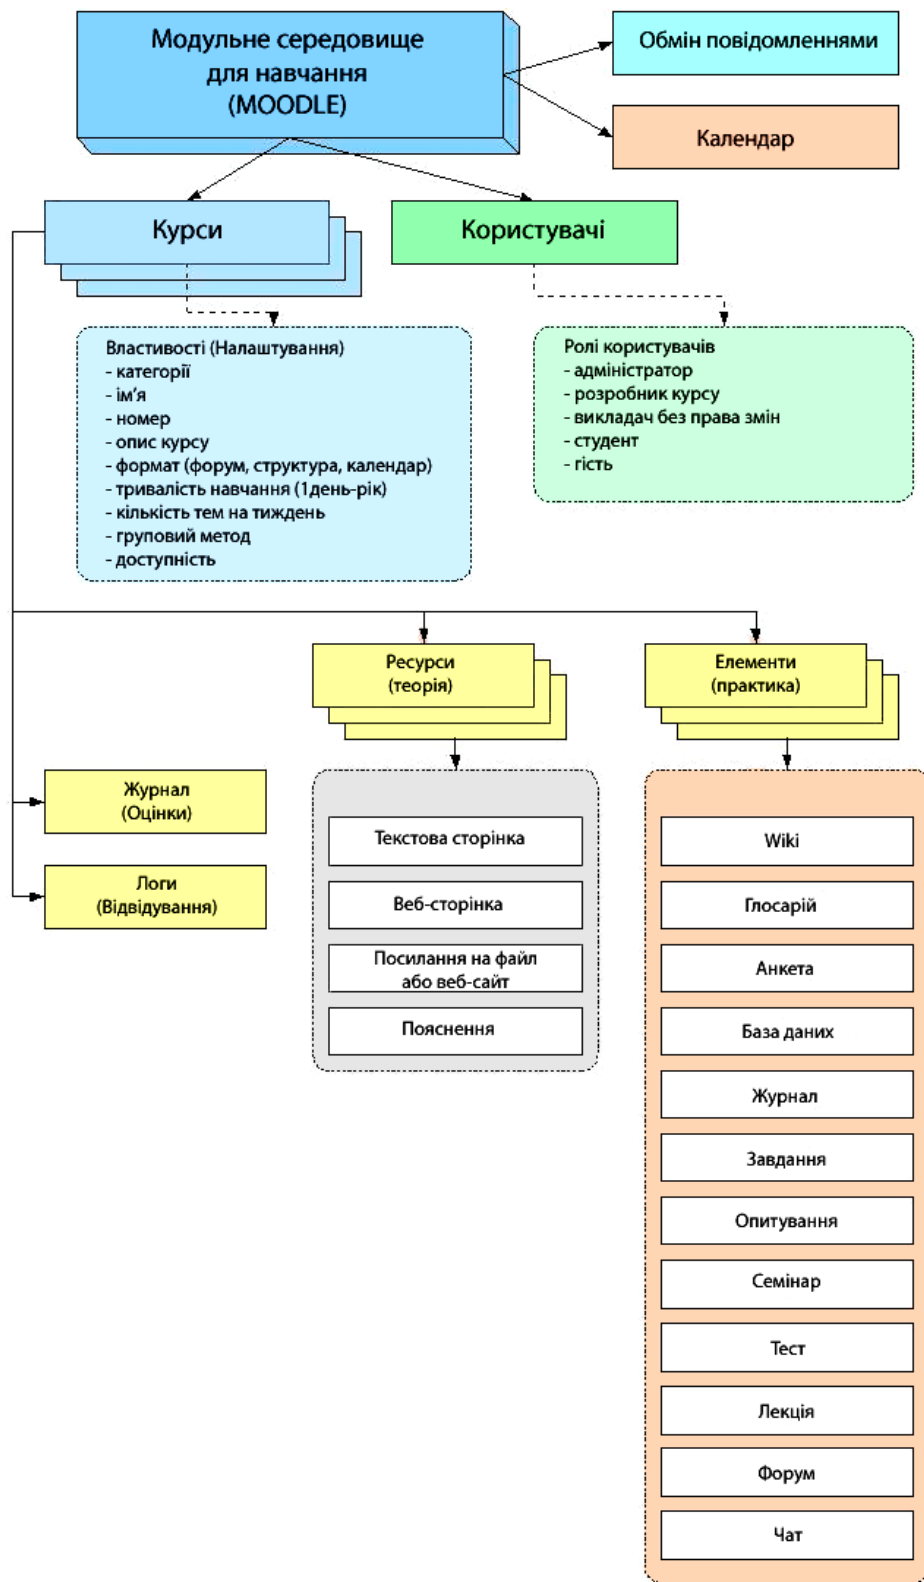 Модульне середовище
для навчання
(MOODLE)
Обмін повідомленнями
Календар
Курси
Користувачі
Властивості (Налаштування)
- категорії
- ім'я
- номер
- опис курсу
- формат (форум, структура, календар)
- тривалість навчання (1день-рік)
- кількість тем на тиждень
- груповий метод
- доступність
Ролі користувачів
- адміністратор
- розробник курсу
- викладач без права змін
- студент
- гість
Ресурси
(теорія)
Елементи
(практика)
Журнал
(Оцінки)
Логи
(Відвідування)
Текстова сторінка
Веб-сторінка
Посилання на файл
або веб-сайт
Пояснення
Wiki
Глосарій
Анкета
База даних
Журнал
Завдання
Опитування
Семінар
Тест
Лекція
Форум
Чат